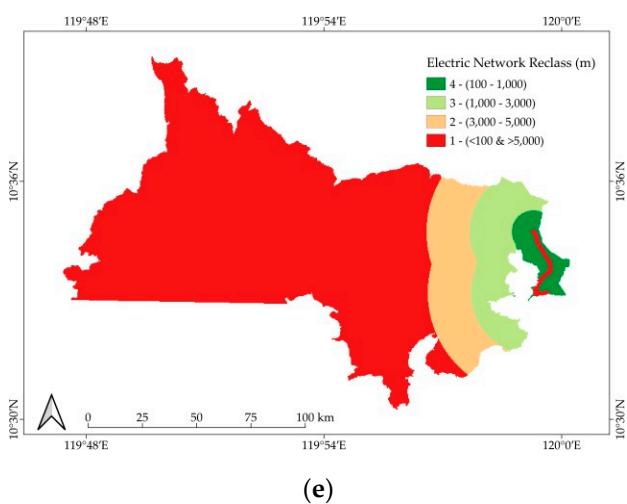 119°48'E 119°54'E 120°0'E
Electric Network Reclass (m)
4 - (100 - 1,000)
3 - (1,000 - 3,000)
2 - (3,000 - 5,000)
1 - (<100 & >5,000)
10°36'N 10°36'N
0 25 50 75 100 km
10°30'N 10°30'N
119°48'E 119°54'E 120°0'E
(e)